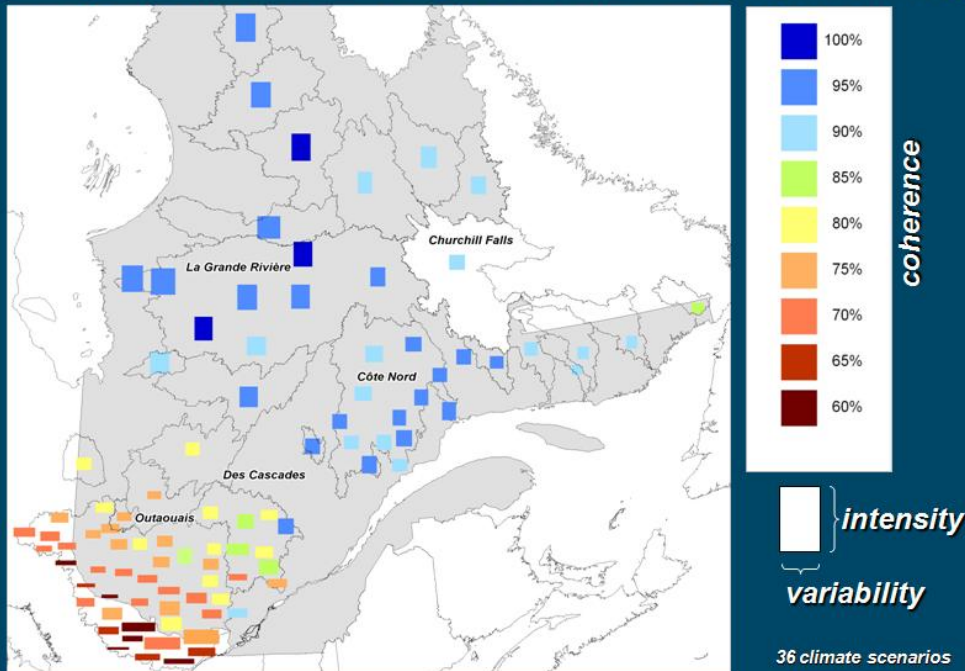 100%
95%
90%
85%
80%
75%
70%
65%
60%
coherence
Churchill Falls
La Grande Rivière
Côte Nord
Des Cascades
Outaouais
intensity
variability
36 climate scenarios